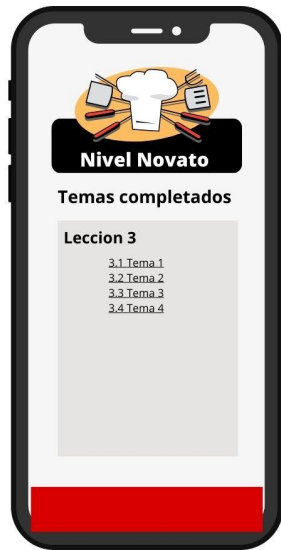 Nivel Novato
Temas completados
Leccion 3
3.1 Tema 1
3.2 Tema 2
3.3 Tema 3
3.4 Tema 4